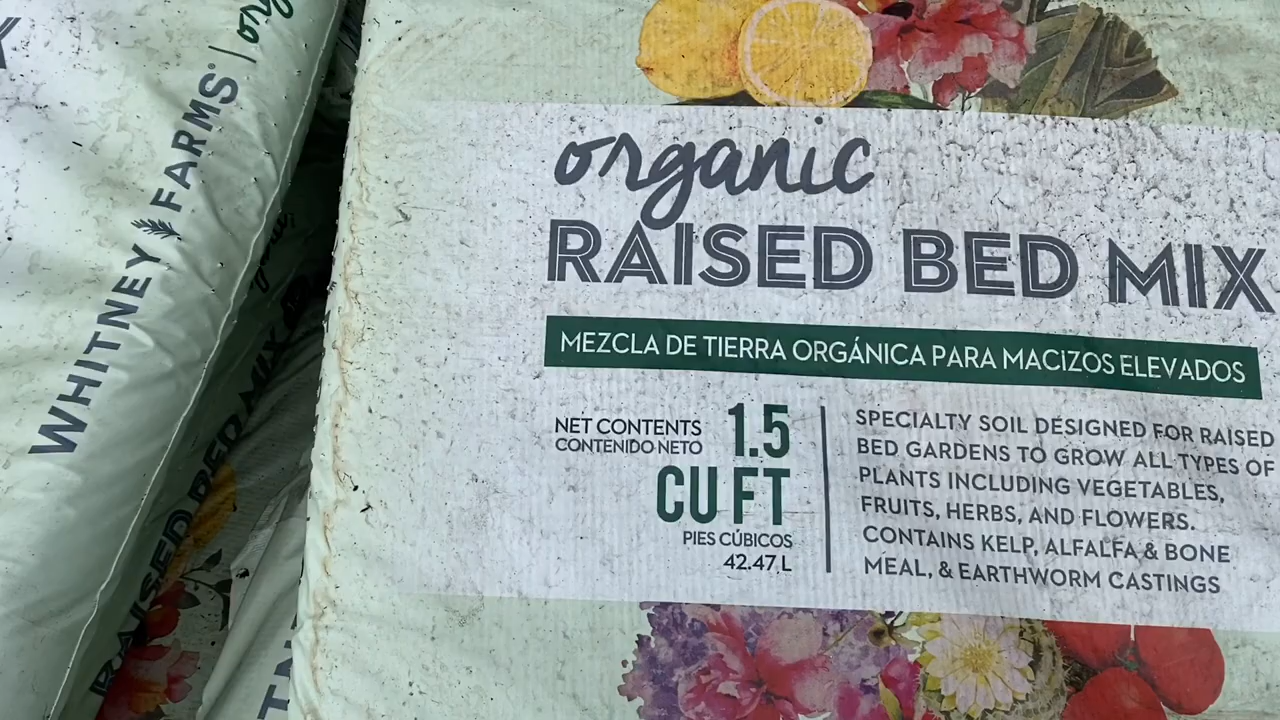 WHITNEY FARMS® | org
RAISED BED MIX
organic
RAISED BED MIX
MEZCLA DE TIERRA ORGÁNICA PARA MACIZOS ELEVADOS
NET CONTENTS
CONTENIDO NETO
1.5
CU FT
PIES CÚBICOS
42.47 L
SPECIALTY SOIL DESIGNED FOR RAISED
BED GARDENS TO GROW ALL TYPES OF
PLANTS INCLUDING VEGETABLES,
FRUITS, HERBS, AND FLOWERS.
CONTAINS KELP, ALFALFA & BONE
MEAL, & EARTHWORM CASTINGS